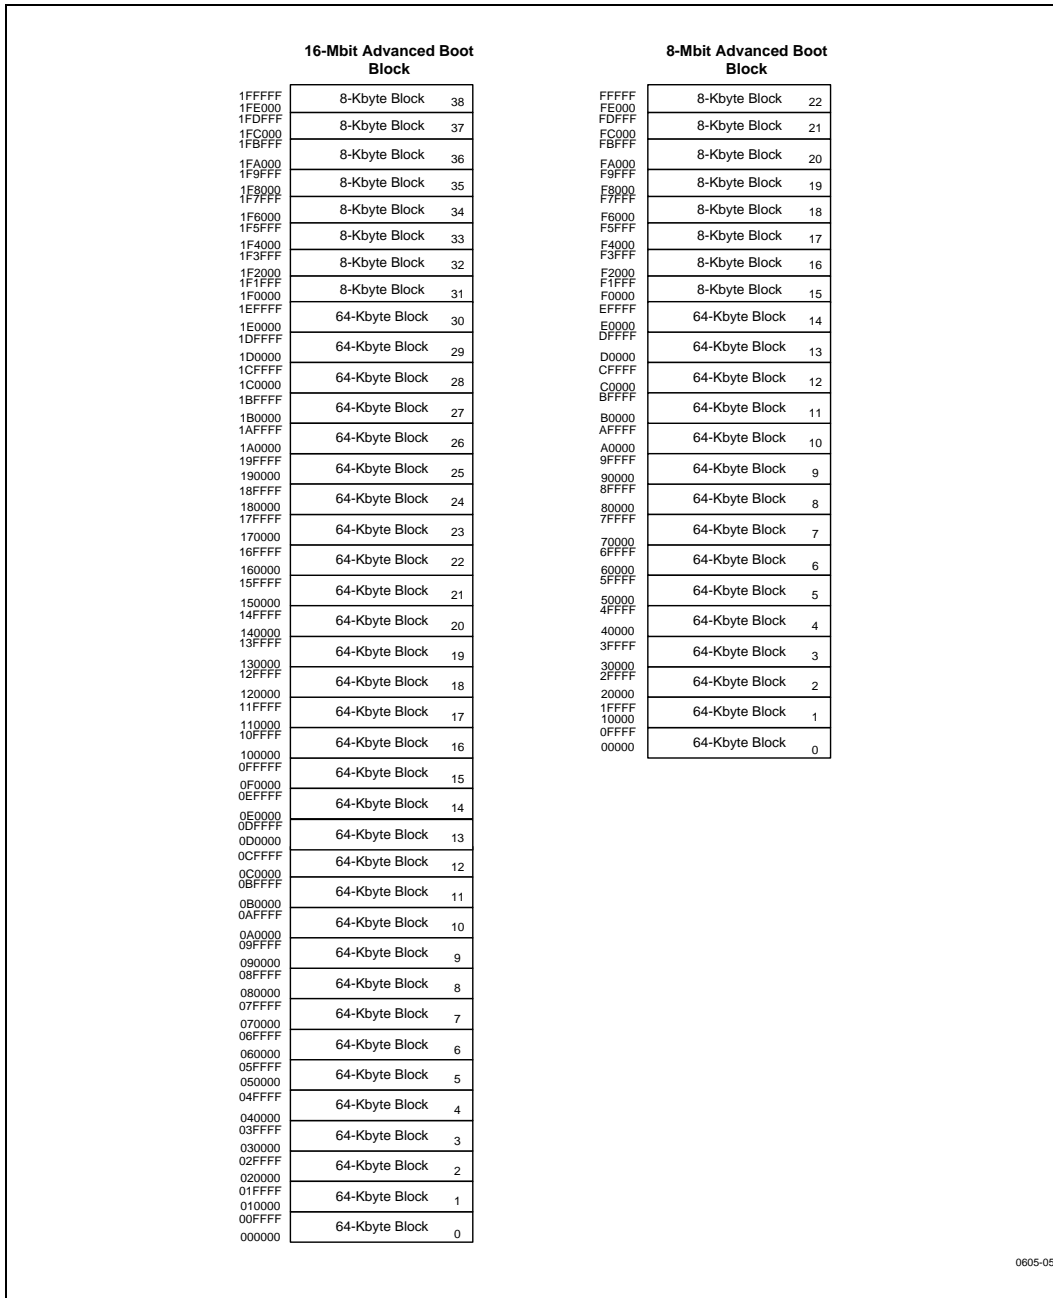 16-Mbit Advanced Boot
Block
1FFFFF
8-Kbyte Block 38
1FE000
1FDFFF
8-Kbyte Block 37
1FC000
1FBFFF
8-Kbyte Block 36
1FA000
1F9FFF
8-Kbyte Block 35
1F8000
1F7FFF
8-Kbyte Block 34
1F6000
1F5FFF
8-Kbyte Block 33
1F4000
1F3FFF
8-Kbyte Block 32
1F2000
1F1FFF
8-Kbyte Block 31
1F0000
1EFFFF
64-Kbyte Block 30
1E0000
1DFFFF
64-Kbyte Block 29
1D0000
1CFFFF
64-Kbyte Block 28
1C0000
1BFFFF
64-Kbyte Block 27
1B0000
1AFFFF
64-Kbyte Block 26
1A0000
19FFFF
64-Kbyte Block 25
190000
18FFFF
64-Kbyte Block 24
180000
17FFFF
64-Kbyte Block 23
170000
16FFFF
64-Kbyte Block 22
160000
15FFFF
64-Kbyte Block 21
150000
14FFFF
64-Kbyte Block 20
140000
13FFFF
64-Kbyte Block 19
130000
12FFFF
64-Kbyte Block 18
120000
11FFFF
64-Kbyte Block 17
110000
10FFFF
64-Kbyte Block 16
100000
0FFFFF
64-Kbyte Block 15
0F0000
0EFFFF
64-Kbyte Block 14
0E0000
0DFFFF
64-Kbyte Block 13
0D0000
0CFFFF
64-Kbyte Block 12
0C0000
0BFFFF
64-Kbyte Block 11
0B0000
0AFFFF
64-Kbyte Block 10
0A0000
09FFFF
64-Kbyte Block 9
090000
08FFFF
64-Kbyte Block 8
080000
07FFFF
64-Kbyte Block 7
070000
06FFFF
64-Kbyte Block 6
060000
05FFFF
64-Kbyte Block 5
050000
04FFFF
64-Kbyte Block 4
040000
03FFFF
64-Kbyte Block 3
030000
02FFFF
64-Kbyte Block 2
020000
01FFFF
64-Kbyte Block 1
010000
00FFFF
64-Kbyte Block 0
000000
8-Mbit Advanced Boot
Block
FFFFF
8-Kbyte Block 22
FE000
FDFFF
8-Kbyte Block 21
FC000
FBFFF
8-Kbyte Block 20
FA000
F9FFF
8-Kbyte Block 19
F8000
F7FFF
8-Kbyte Block 18
F6000
F5FFF
8-Kbyte Block 17
F4000
F3FFF
8-Kbyte Block 16
F2000
F1FFF
8-Kbyte Block 15
F0000
EFFFF
64-Kbyte Block 14
E0000
DFFFF
64-Kbyte Block 13
D0000
CFFFF
64-Kbyte Block 12
C0000
BFFFF
64-Kbyte Block 11
B0000
AFFFF
64-Kbyte Block 10
A0000
9FFFF
64-Kbyte Block 9
90000
8FFFF
64-Kbyte Block 8
80000
7FFFF
64-Kbyte Block 7
70000
6FFFF
64-Kbyte Block 6
60000
5FFFF
64-Kbyte Block 5
50000
4FFFF
64-Kbyte Block 4
40000
3FFFF
64-Kbyte Block 3
30000
2FFFF
64-Kbyte Block 2
20000
1FFFF
64-Kbyte Block 1
10000
0FFFF
64-Kbyte Block 0
00000
0605-05